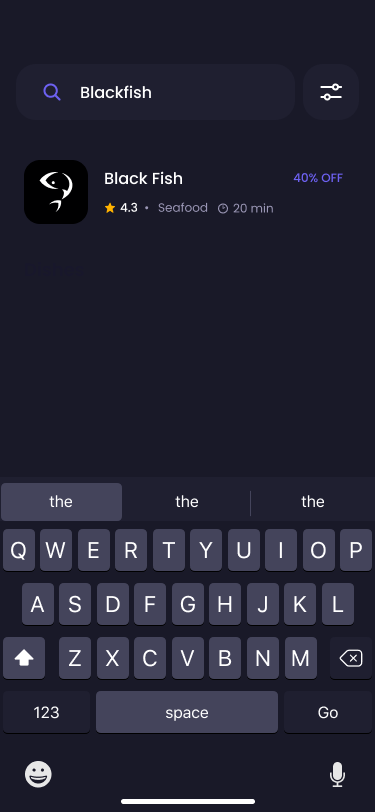 Blackfish
Black Fish
40% OFF
4.3 • Seafood 20 min
the the the
Q W E R T Y U I O P
A S D F G H J K L
Z X C V B N M
123 space Go